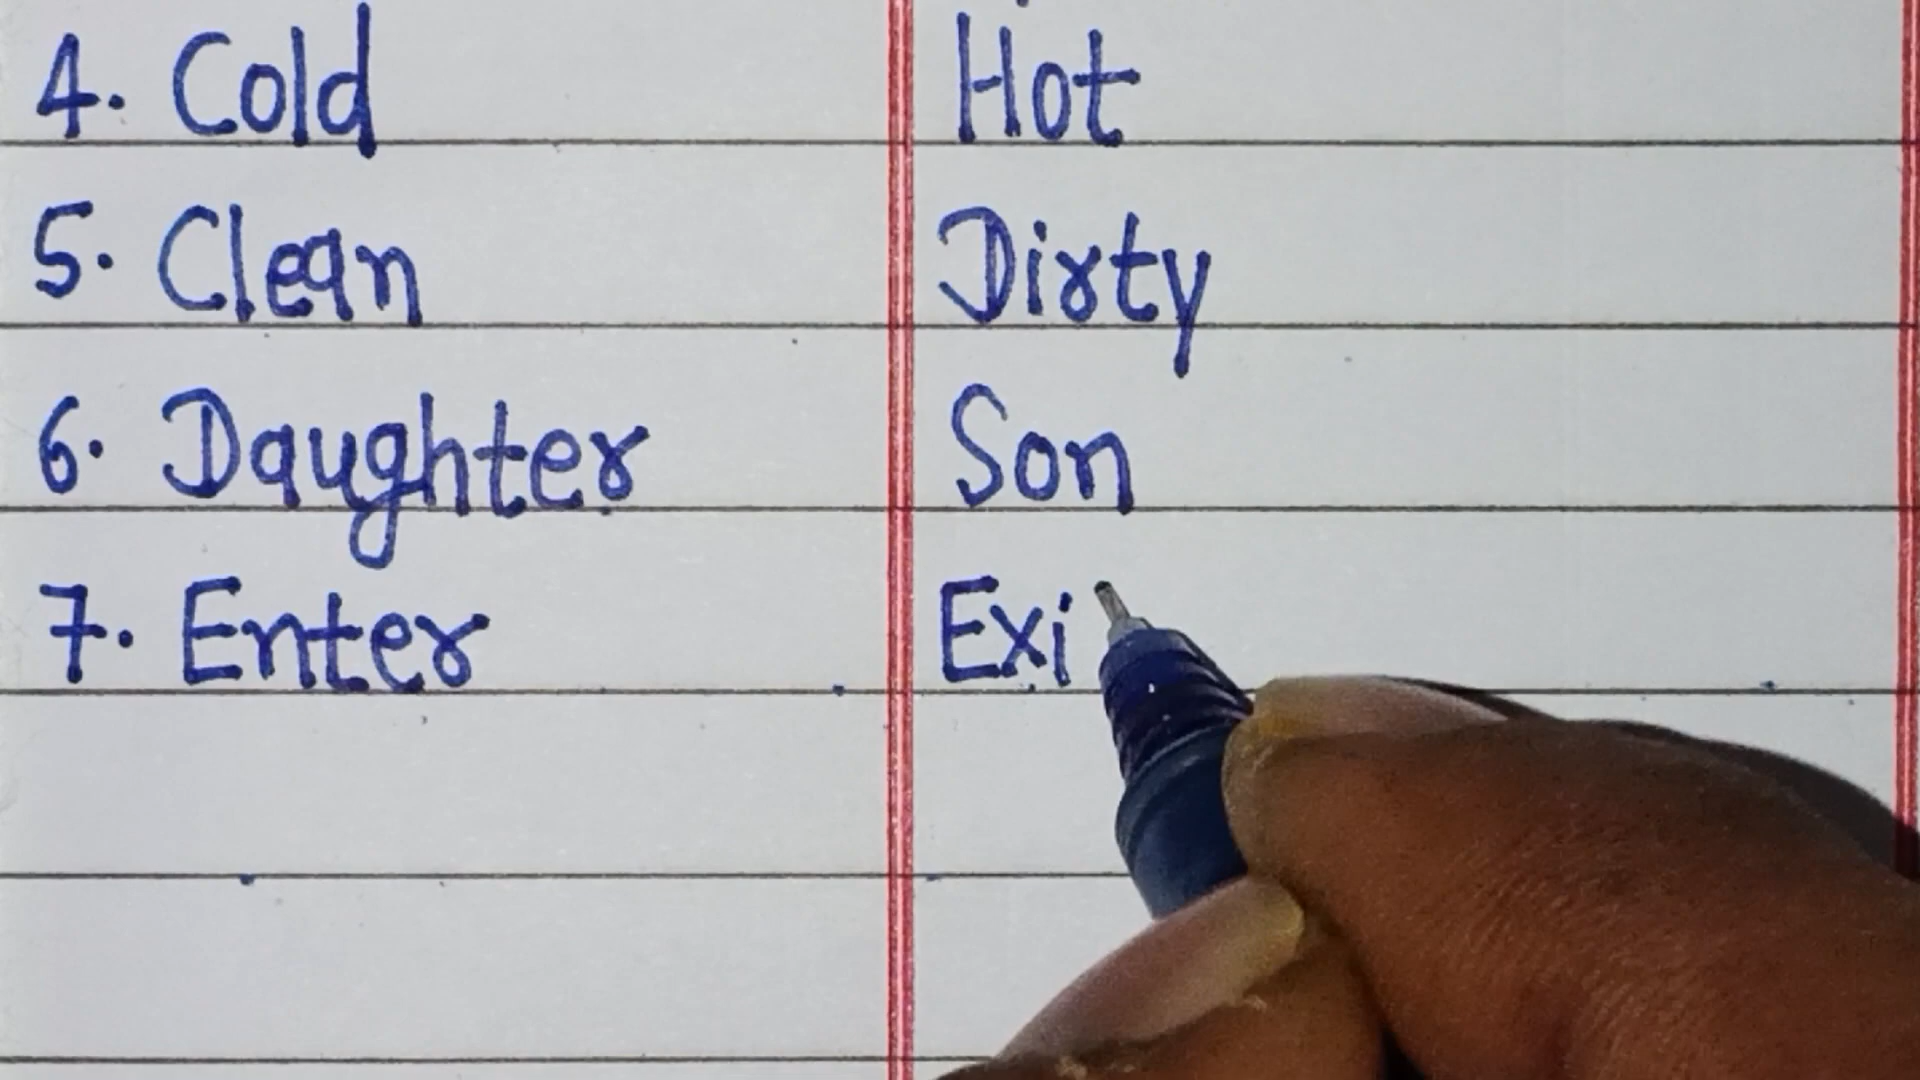 4. Cold Hot
5. Clean Dirty
6. Daughter Son
7. Enter Exi